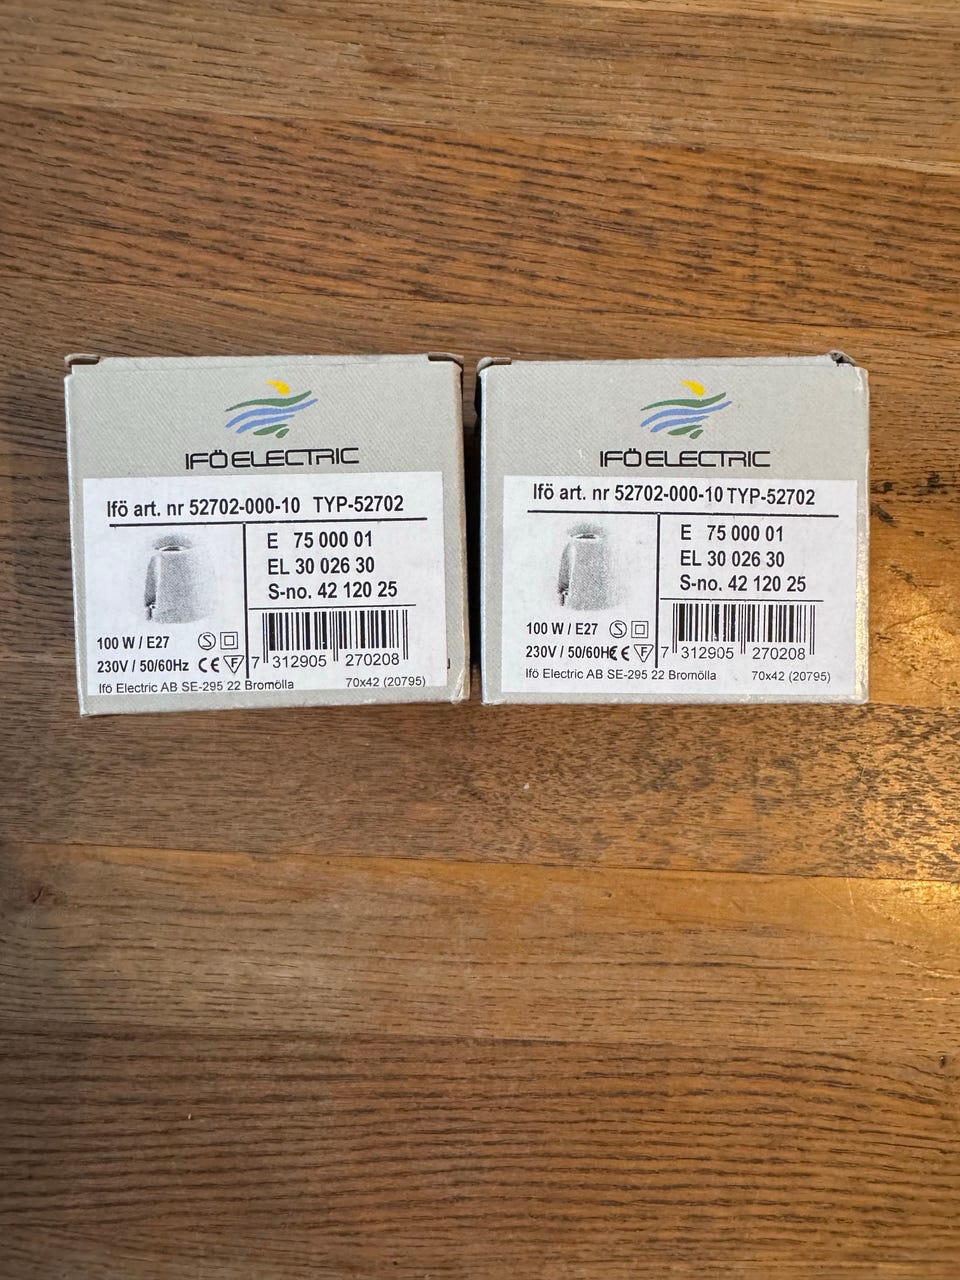 IFÖ ELECTRIC
Ifö art. nr 52702-000-10 TYP-52702
E 75 000 01
EL 30 026 30
S-no. 42 120 25
100 W / E27 S
230V / 50/60Hz CE F
7 312905 270208
Ifö Electric AB SE-295 22 Bromölla 70x42 (20795)
IFÖ ELECTRIC
Ifö art. nr 52702-000-10 TYP-52702
E 75 000 01
EL 30 026 30
S-no. 42 120 25
100 W / E27 S
230V / 50/60Hz CE F
7 312905 270208
Ifö Electric AB SE-295 22 Bromölla 70x42 (20795)